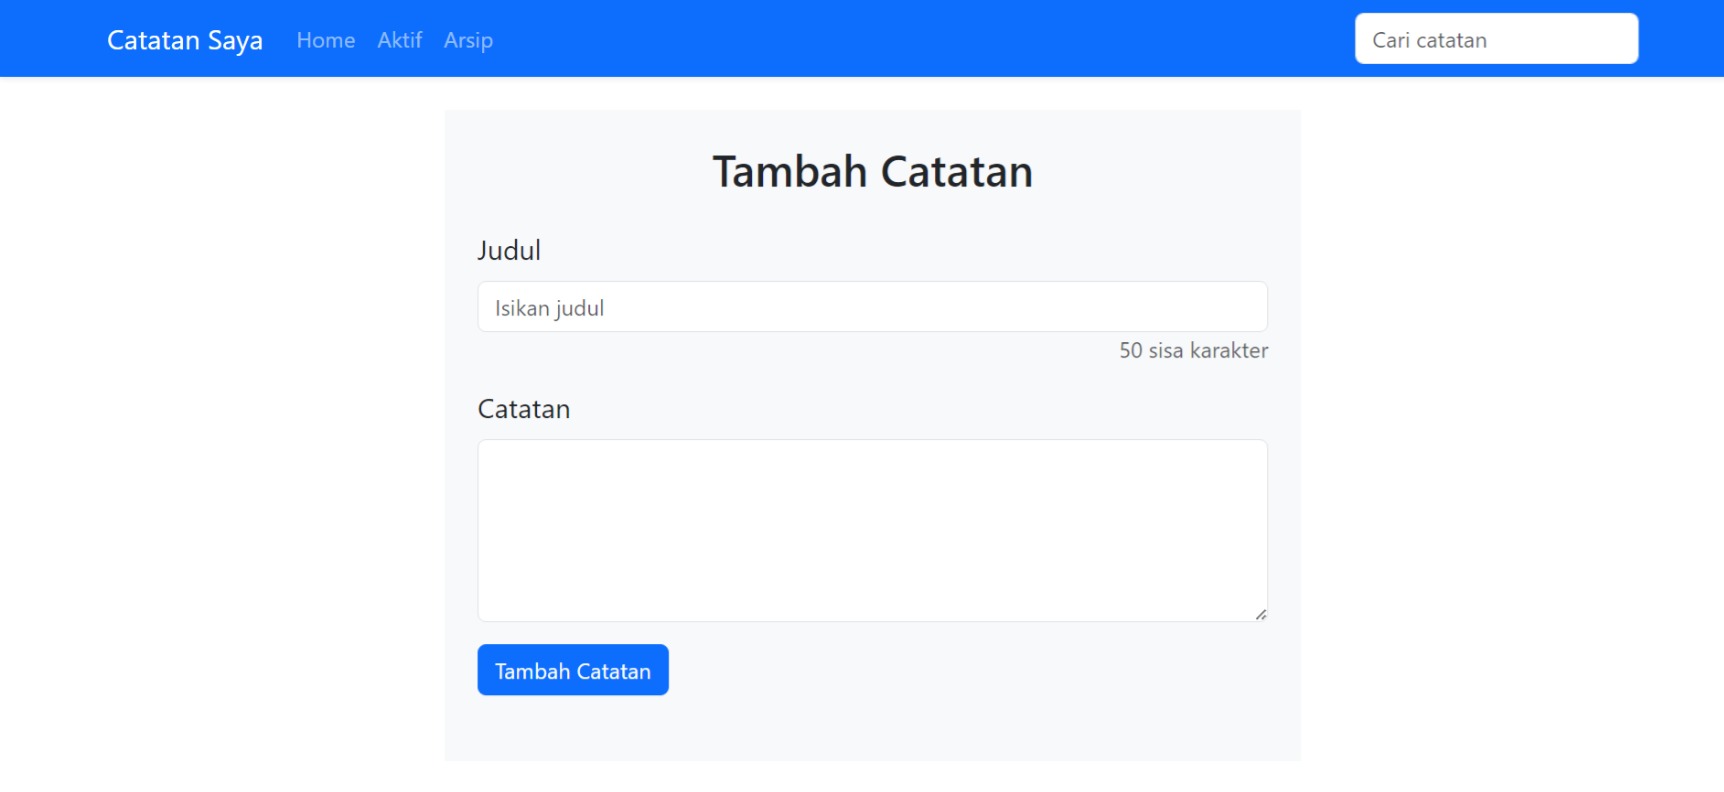 Catatan Saya Home Aktif Arsip Cari catatan
Tambah Catatan
Judul
Isikan judul
50 sisa karakter
Catatan
Tambah Catatan